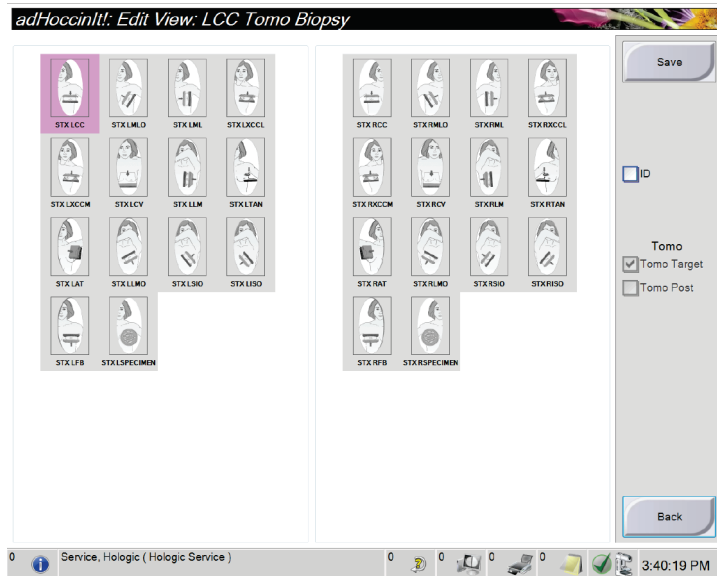 adHoccinIt!: Edit View: LCC Tomo Biopsy
STX LCC STX LMLO STX LML STX LXCCL
STX LXCCM STX LCV STX LLM STX LTAN
STX LAT STX LLMO STX LSIO STX LISO
STX LFB STX LSPECIMEN
STX RCC STX RMLO STX RML STX RXCCL
STX RXCCM STX RCV STX RLM STX RTAN
STX RAT STX RLMO STX RSIO STX RISO
STX RFB STX RSPECIMEN
Save
ID
Tomo
Tomo Target
Tomo Post
Back
0 Service, Hologic ( Hologic Service ) 0 0 0 0 3:40:19 PM